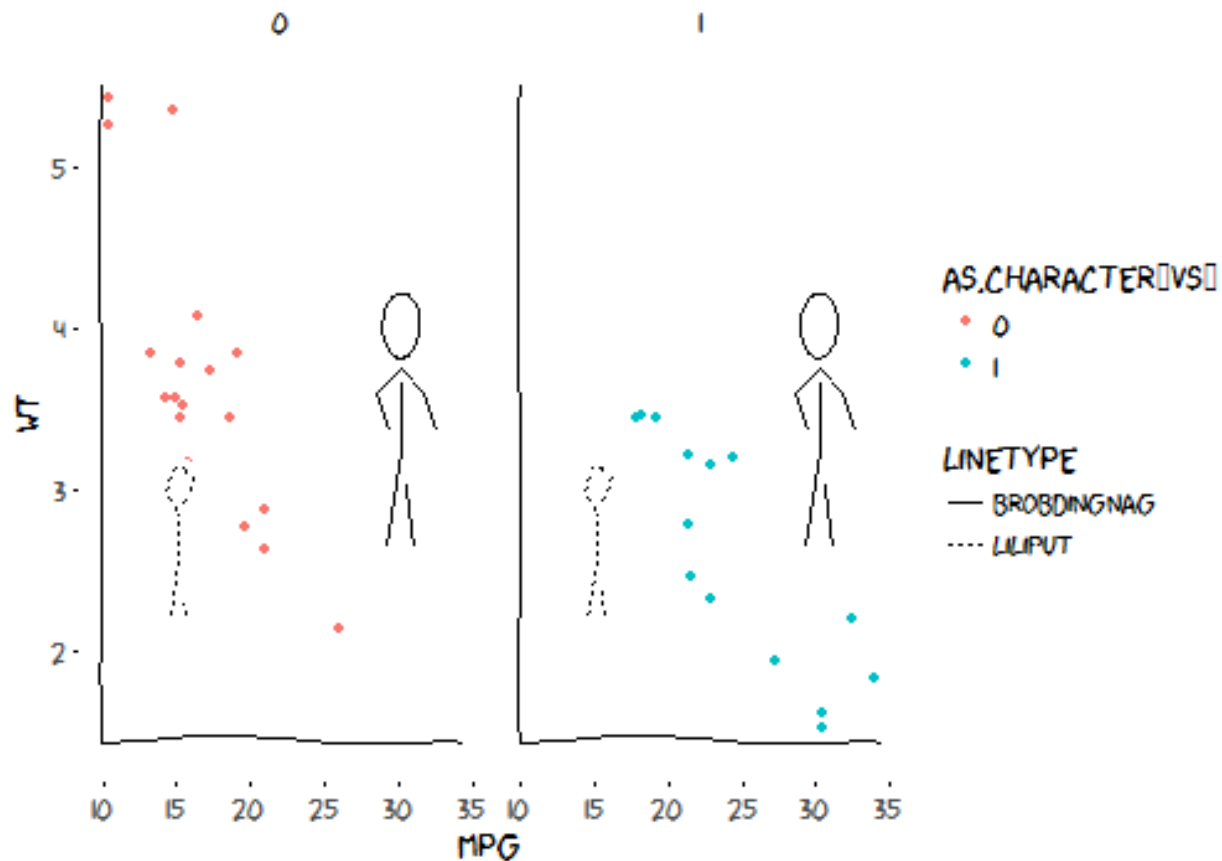 0 1
5
4
3
2
WT
10 15 20 25 30 35 10 15 20 25 30 35
MPG
AS.CHARACTER▯VS▯
0
1
LINETYPE
BROBDINGNAG
LILIPUT